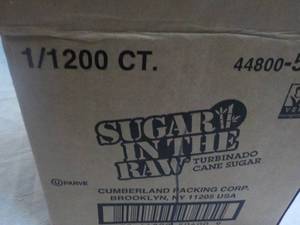 1/1200 CT.
44800-5
SUGAR
IN THE
RAW
TURBINADO
CANE SUGAR
U PARVE
CUMBERLAND PACKING CORP.
BROOKLYN, NY 11205 USA